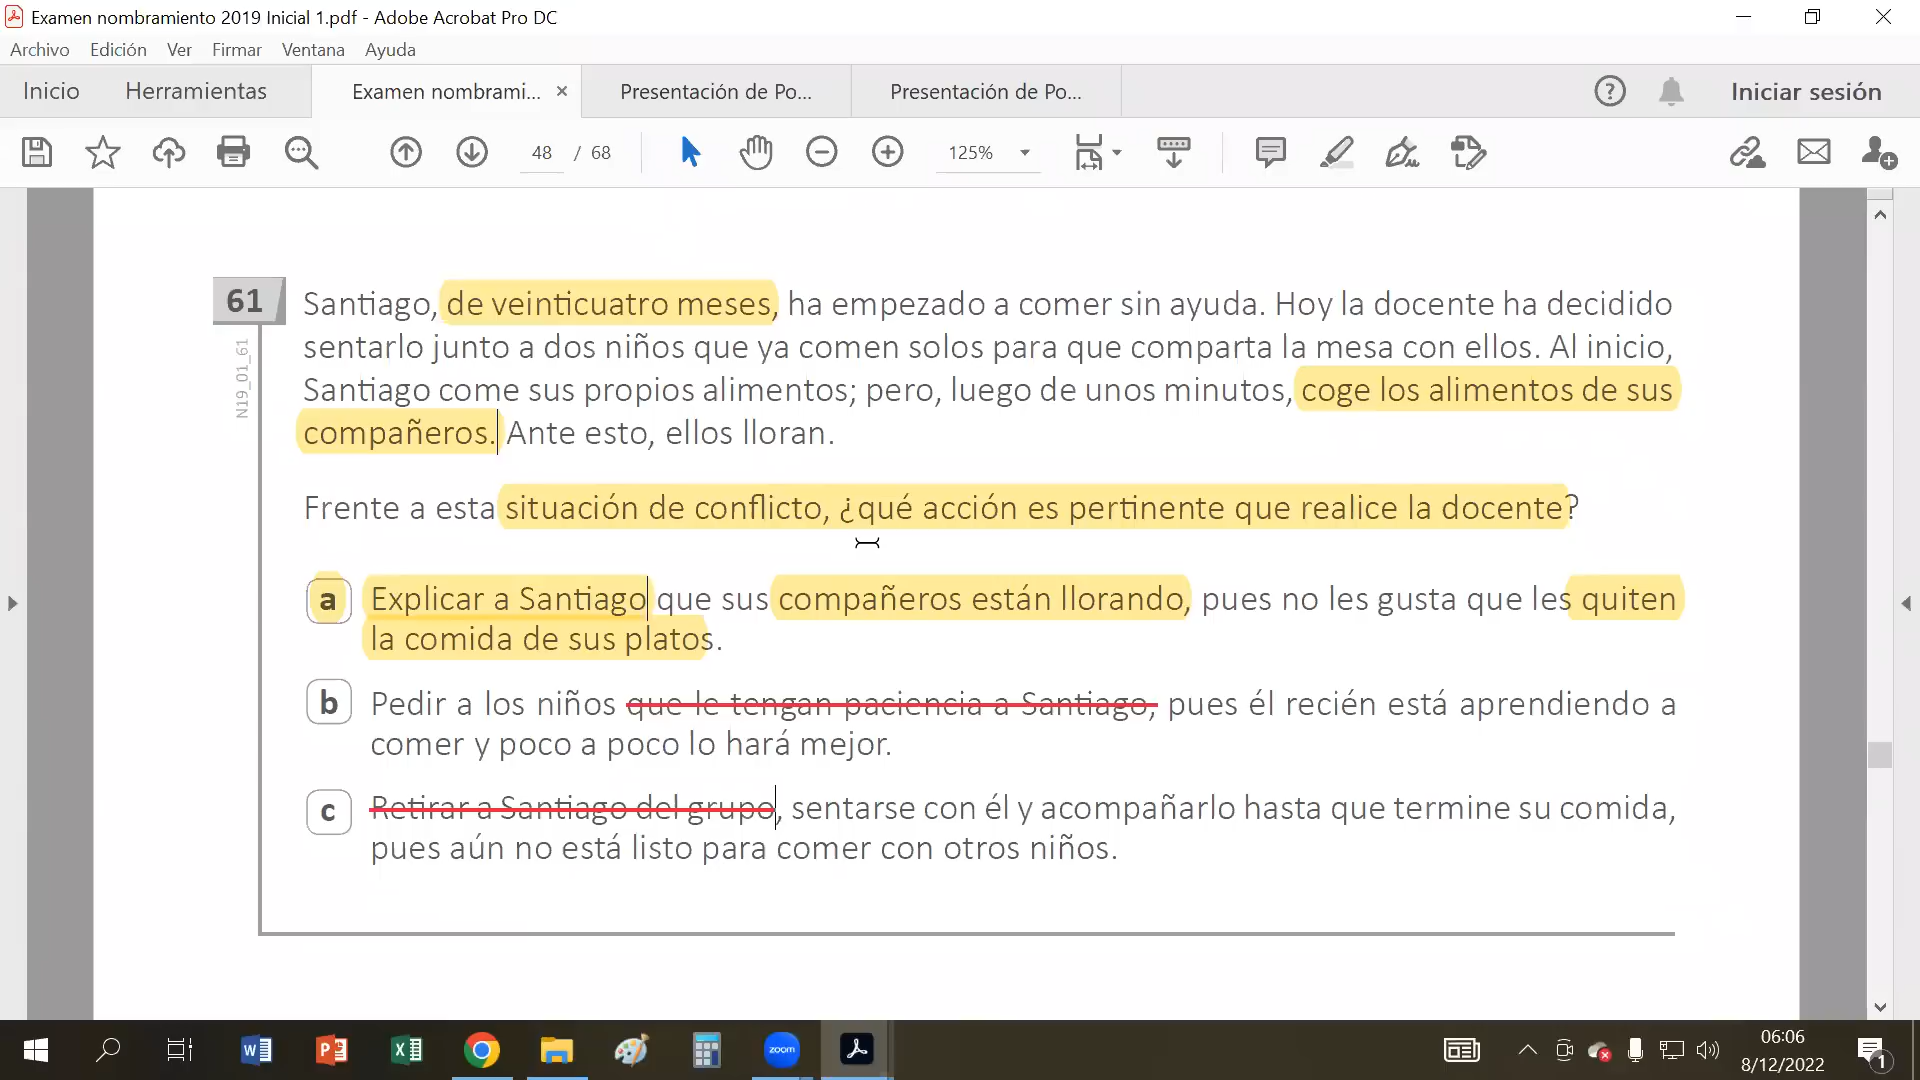 Examen nombramiento 2019 Inicial 1.pdf - Adobe Acrobat Pro DC
Archivo Edición Ver Firmar Ventana Ayuda
Inicio Herramientas Examen nombrami... × Presentación de Po... Presentación de Po... Iniciar sesión
48 / 68 125%
61 Santiago, de veinticuatro meses, ha empezado a comer sin ayuda. Hoy la docente ha decidido
sentarlo junto a dos niños que ya comen solos para que comparta la mesa con ellos. Al inicio,
Santiago come sus propios alimentos; pero, luego de unos minutos, coge los alimentos de sus
compañeros. Ante esto, ellos lloran.
N19_01_61
Frente a esta situación de conflicto, ¿qué acción es pertinente que realice la docente?
a Explicar a Santiago que sus compañeros están llorando, pues no les gusta que les quiten
la comida de sus platos.
b Pedir a los niños que le tengan paciencia a Santiago, pues él recién está aprendiendo a
comer y poco a poco lo hará mejor.
c Retirar a Santiago del grupo, sentarse con él y acompañarlo hasta que termine su comida,
pues aún no está listo para comer con otros niños.
zoom
06:06
8/12/2022
1